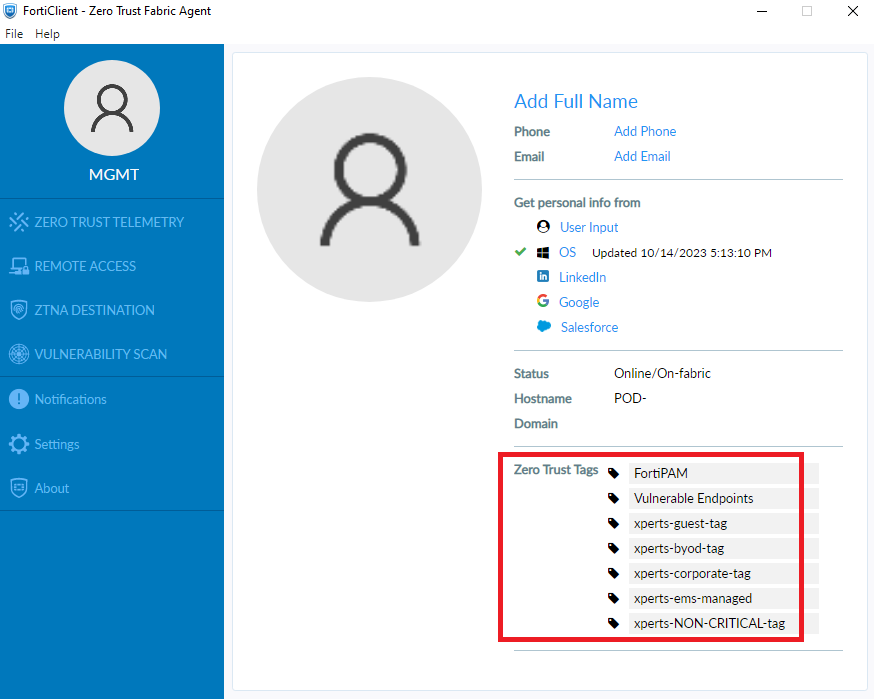 FortiClient - Zero Trust Fabric Agent
File Help
MGMT
ZERO TRUST TELEMETRY
REMOTE ACCESS
ZTNA DESTINATION
VULNERABILITY SCAN
Notifications
Settings
About
Add Full Name
Phone Add Phone
Email Add Email
Get personal info from
User Input
OS Updated 10/14/2023 5:13:10 PM
LinkedIn
Google
Salesforce
Status Online/On-fabric
Hostname POD-
Domain
Zero Trust Tags FortiPAM
Vulnerable Endpoints
xperts-guest-tag
xperts-byod-tag
xperts-corporate-tag
xperts-ems-managed
xperts-NON-CRITICAL-tag